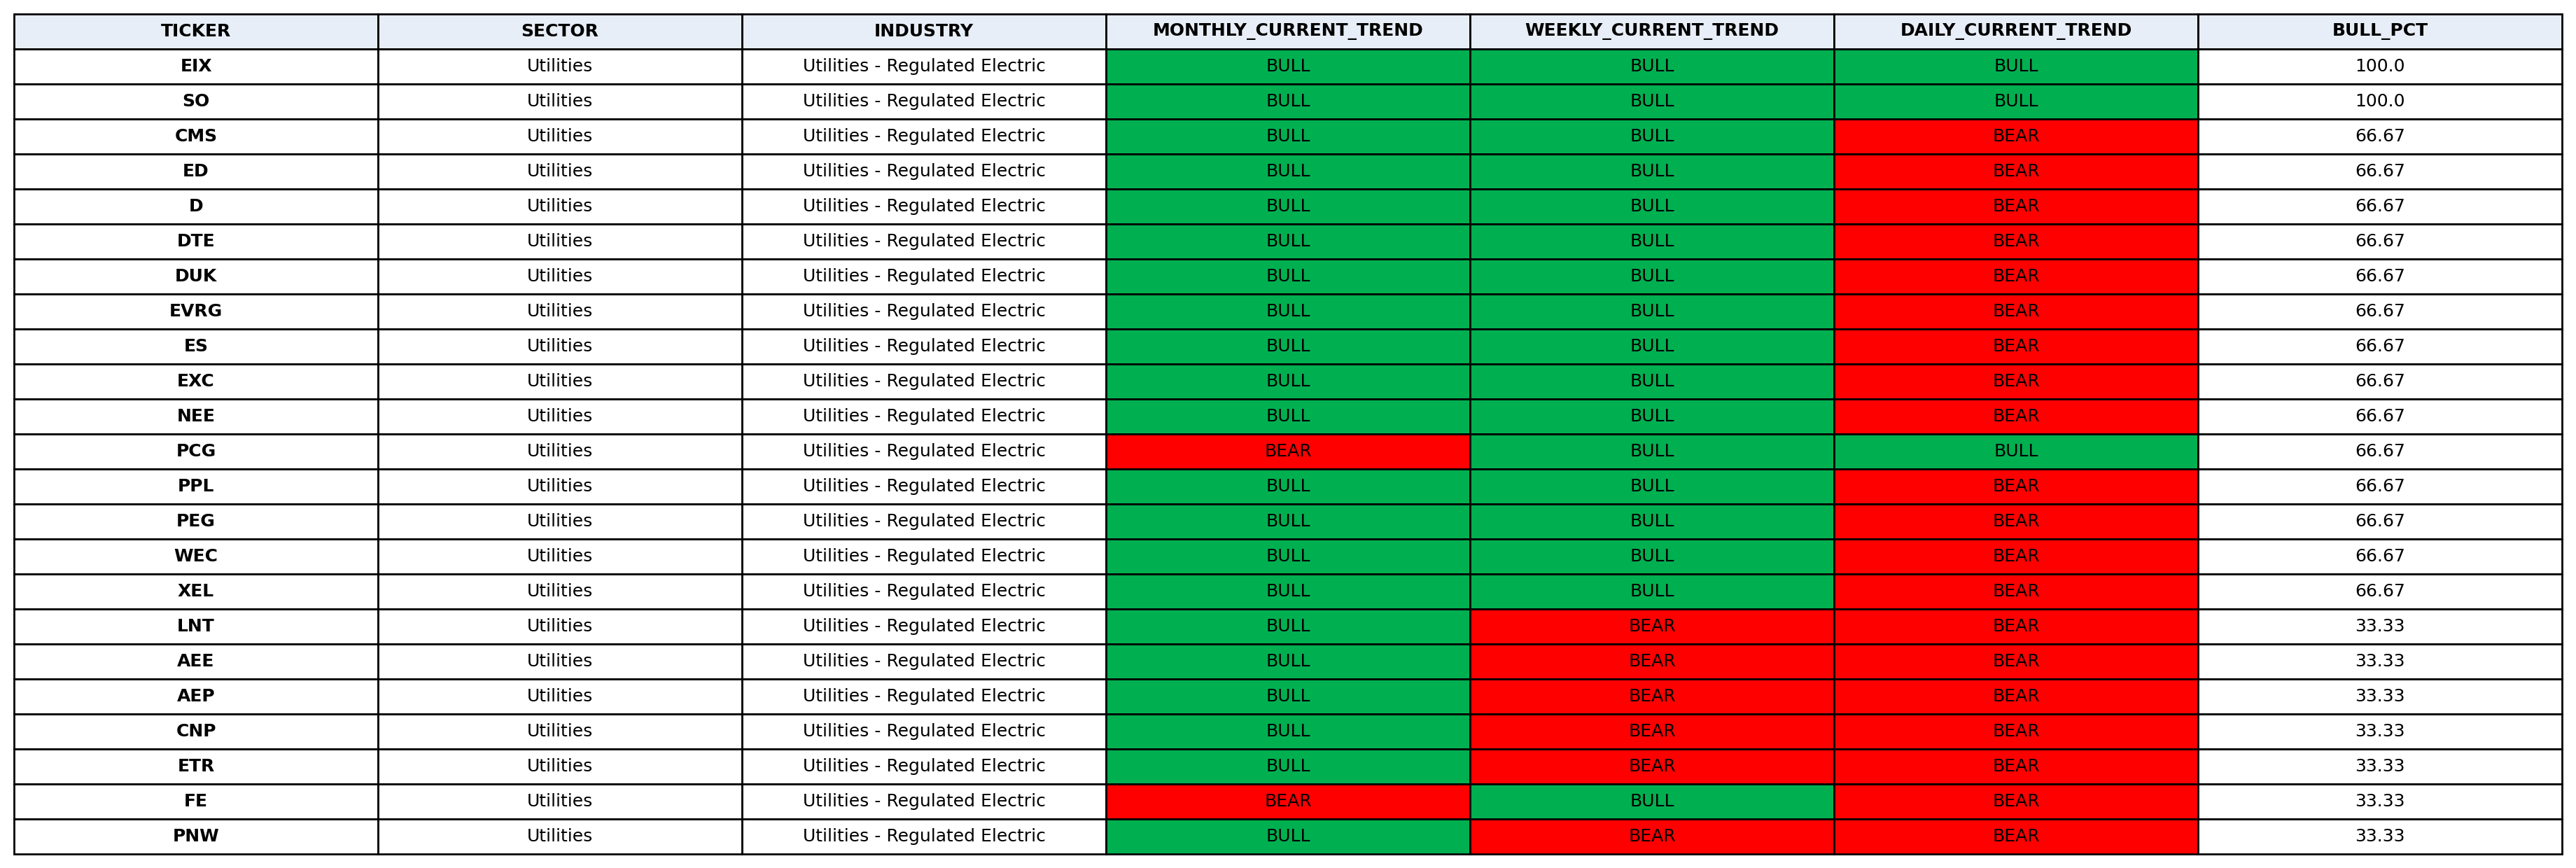 TICKER SECTOR INDUSTRY MONTHLY_CURRENT_TREND WEEKLY_CURRENT_TREND DAILY_CURRENT_TREND BULL_PCT
EIX Utilities Utilities - Regulated Electric BULL BULL BULL 100.0
SO Utilities Utilities - Regulated Electric BULL BULL BULL 100.0
CMS Utilities Utilities - Regulated Electric BULL BULL BEAR 66.67
ED Utilities Utilities - Regulated Electric BULL BULL BEAR 66.67
D Utilities Utilities - Regulated Electric BULL BULL BEAR 66.67
DTE Utilities Utilities - Regulated Electric BULL BULL BEAR 66.67
DUK Utilities Utilities - Regulated Electric BULL BULL BEAR 66.67
EVRG Utilities Utilities - Regulated Electric BULL BULL BEAR 66.67
ES Utilities Utilities - Regulated Electric BULL BULL BEAR 66.67
EXC Utilities Utilities - Regulated Electric BULL BULL BEAR 66.67
NEE Utilities Utilities - Regulated Electric BULL BULL BEAR 66.67
PCG Utilities Utilities - Regulated Electric BEAR BULL BULL 66.67
PPL Utilities Utilities - Regulated Electric BULL BULL BEAR 66.67
PEG Utilities Utilities - Regulated Electric BULL BULL BEAR 66.67
WEC Utilities Utilities - Regulated Electric BULL BULL BEAR 66.67
XEL Utilities Utilities - Regulated Electric BULL BULL BEAR 66.67
LNT Utilities Utilities - Regulated Electric BULL BEAR BEAR 33.33
AEE Utilities Utilities - Regulated Electric BULL BEAR BEAR 33.33
AEP Utilities Utilities - Regulated Electric BULL BEAR BEAR 33.33
CNP Utilities Utilities - Regulated Electric BULL BEAR BEAR 33.33
ETR Utilities Utilities - Regulated Electric BULL BEAR BEAR 33.33
FE Utilities Utilities - Regulated Electric BEAR BULL BEAR 33.33
PNW Utilities Utilities - Regulated Electric BULL BEAR BEAR 33.33